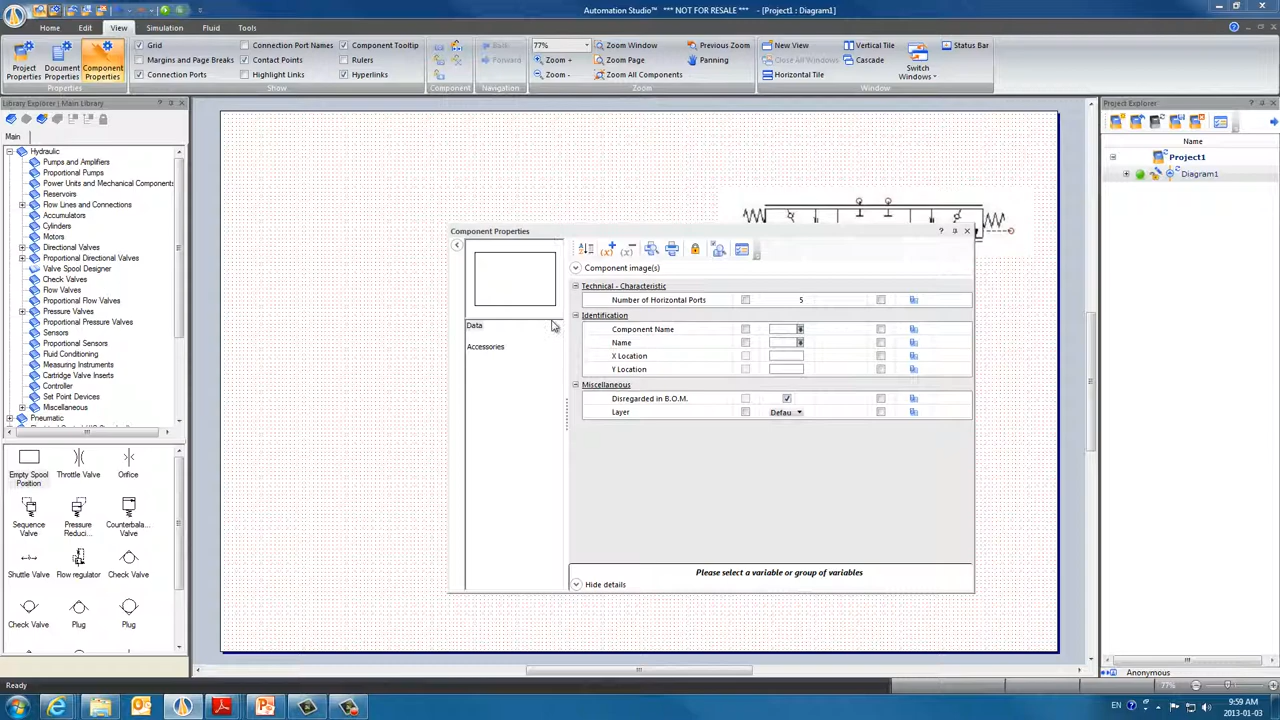 Automation Studio™ *** NOT FOR RESALE *** - [Project1 : Diagram1]
Home Edit View Simulation Fluid Tools
Project Properties
Document Properties
Component Properties
Properties
Grid
Margins and Page Breaks
Connection Ports
Connection Port Names
Contact Points
Highlight Links
Component Tooltip
Rulers
Hyperlinks
Show
Component
Back
Upward
Navigation
77%
Zoom +
Zoom -
Zoom Window
Zoom Page
Zoom All Components
Previous Zoom
Panning
Zoom
New View
Close All Windows
Horizontal Tile
Vertical Tile
Cascade
Switch Windows
Status Bar
Window
Library Explorer | Main Library
Main
Hydraulic
Pumps and Amplifiers
Proportional Pumps
Power Units and Mechanical Components
Reservoirs
Flow Lines and Connections
Accumulators
Cylinders
Motors
Directional Valves
Proportional Directional Valves
Valve Spool Designer
Check Valves
Flow Valves
Proportional Flow Valves
Pressure Valves
Proportional Pressure Valves
Sensors
Proportional Sensors
Fluid Conditioning
Measuring Instruments
Cartridge Valve Inserts
Controller
Set Point Devices
Miscellaneous
Pneumatic
Empty Spool Position
Throttle Valve
Orifice
Sequence Valve
Pressure Reduci...
Counterbala... Valve
Shuttle Valve
Flow regulator
Check Valve
Check Valve
Plug
Plug
Component Properties
Data
Accessories
Component image(s)
Technical - Characteristic
Number of Horizontal Ports 5
Identification
Component Name
Name
X Location
Y Location
Miscellaneous
Disregarded in B.O.M.
Layer Defau
Please select a variable or group of variables
Hide details
Project Explorer
Name
Project1
Diagram1
Anonymous
Ready
77%
EN
9:59 AM
2013-01-03